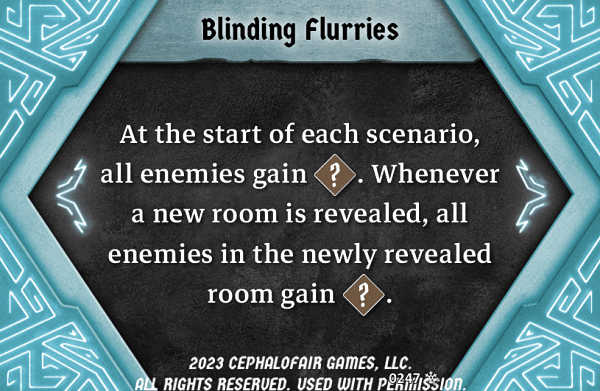 Blinding Flurries
At the start of each scenario,
all enemies gain ?. Whenever
a new room is revealed, all
enemies in the newly revealed
room gain ?.
2023 CEPHALOFAIR GAMES, LLC.
ALL RIGHTS RESERVED. USED WITH PERMISSION.
0247